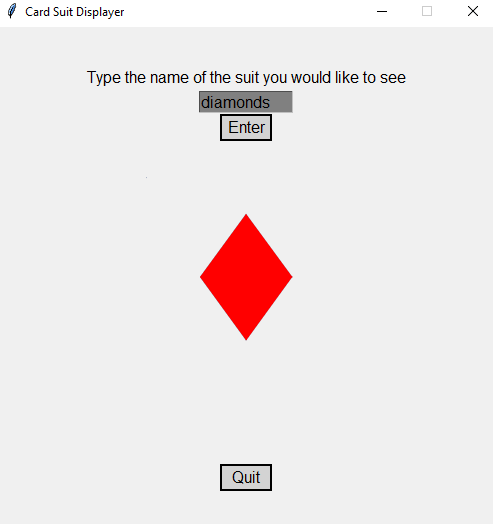 Card Suit Displayer
Type the name of the suit you would like to see
diamonds
Enter
Quit